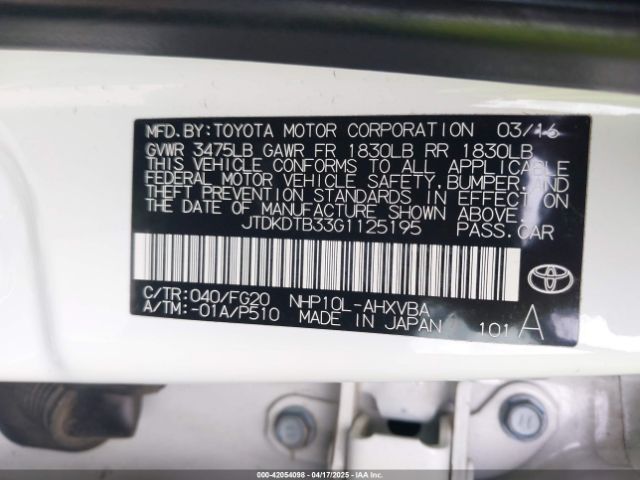 MFD.BY:TOYOTA MOTOR CORPORATION 03/16
GVWR 3475LB GAWR FR 1830LB RR 1830LB
THIS VEHICLE CONFORMS TO ALL APPLICABLE
FEDERAL MOTOR VEHICLE SAFETY,BUMPER,AND
THEFT PREVENTION STANDARDS IN EFFECT ON
THE DATE OF MANUFACTURE SHOWN ABOVE.
JTDKDTB33G1125195 PASS.CAR
C/TR:040/FG20 NHP10L-AHXVBA
A/TM:-01A/P510 MADE IN JAPAN 101 A
000-42054098 - 04/17/2025 - IAAI.COM